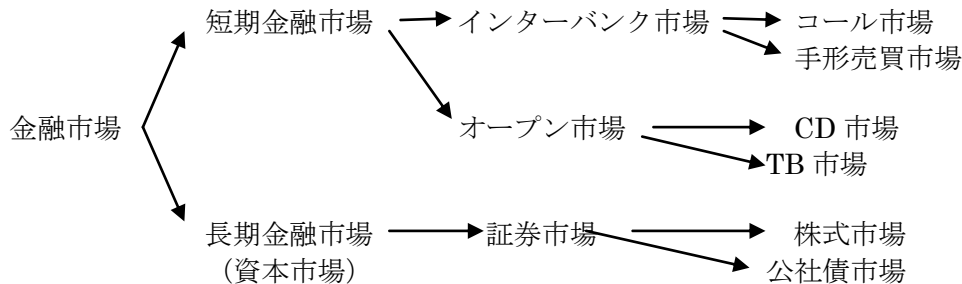 短期金融市場 インターバンク市場 コール市場
手形売買市場
金融市場 オープン市場 CD 市場
TB 市場
長期金融市場 証券市場 株式市場
（資本市場） 公社債市場